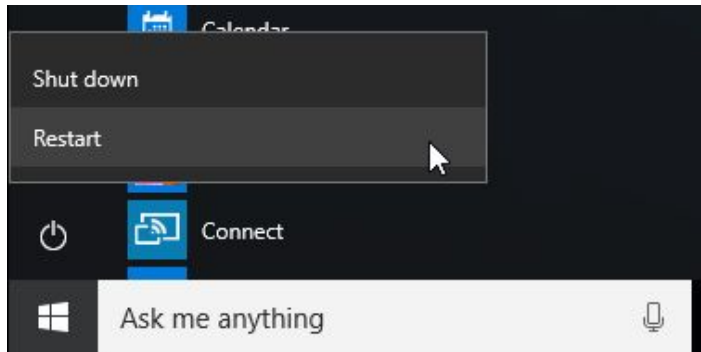 Calendar
Shut down
Restart
Connect
Ask me anything